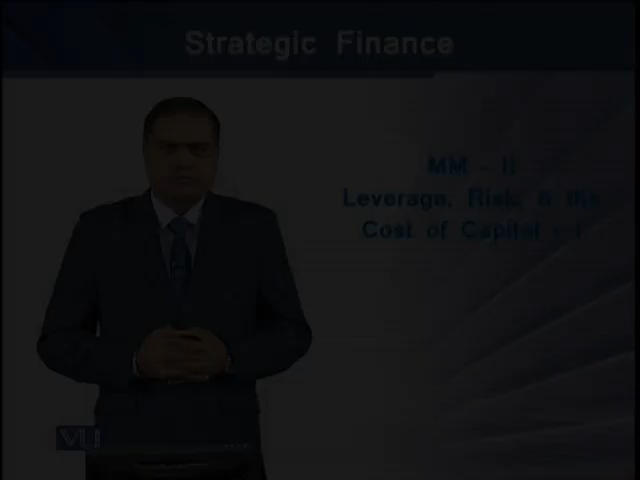 Strategic Finance
MM - II
Leverage, Risk, & the
Cost of Capital - I
VU